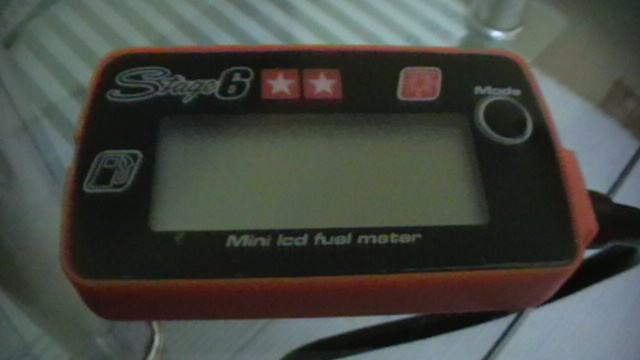 Stage6
Mode
Mini lcd fuel meter